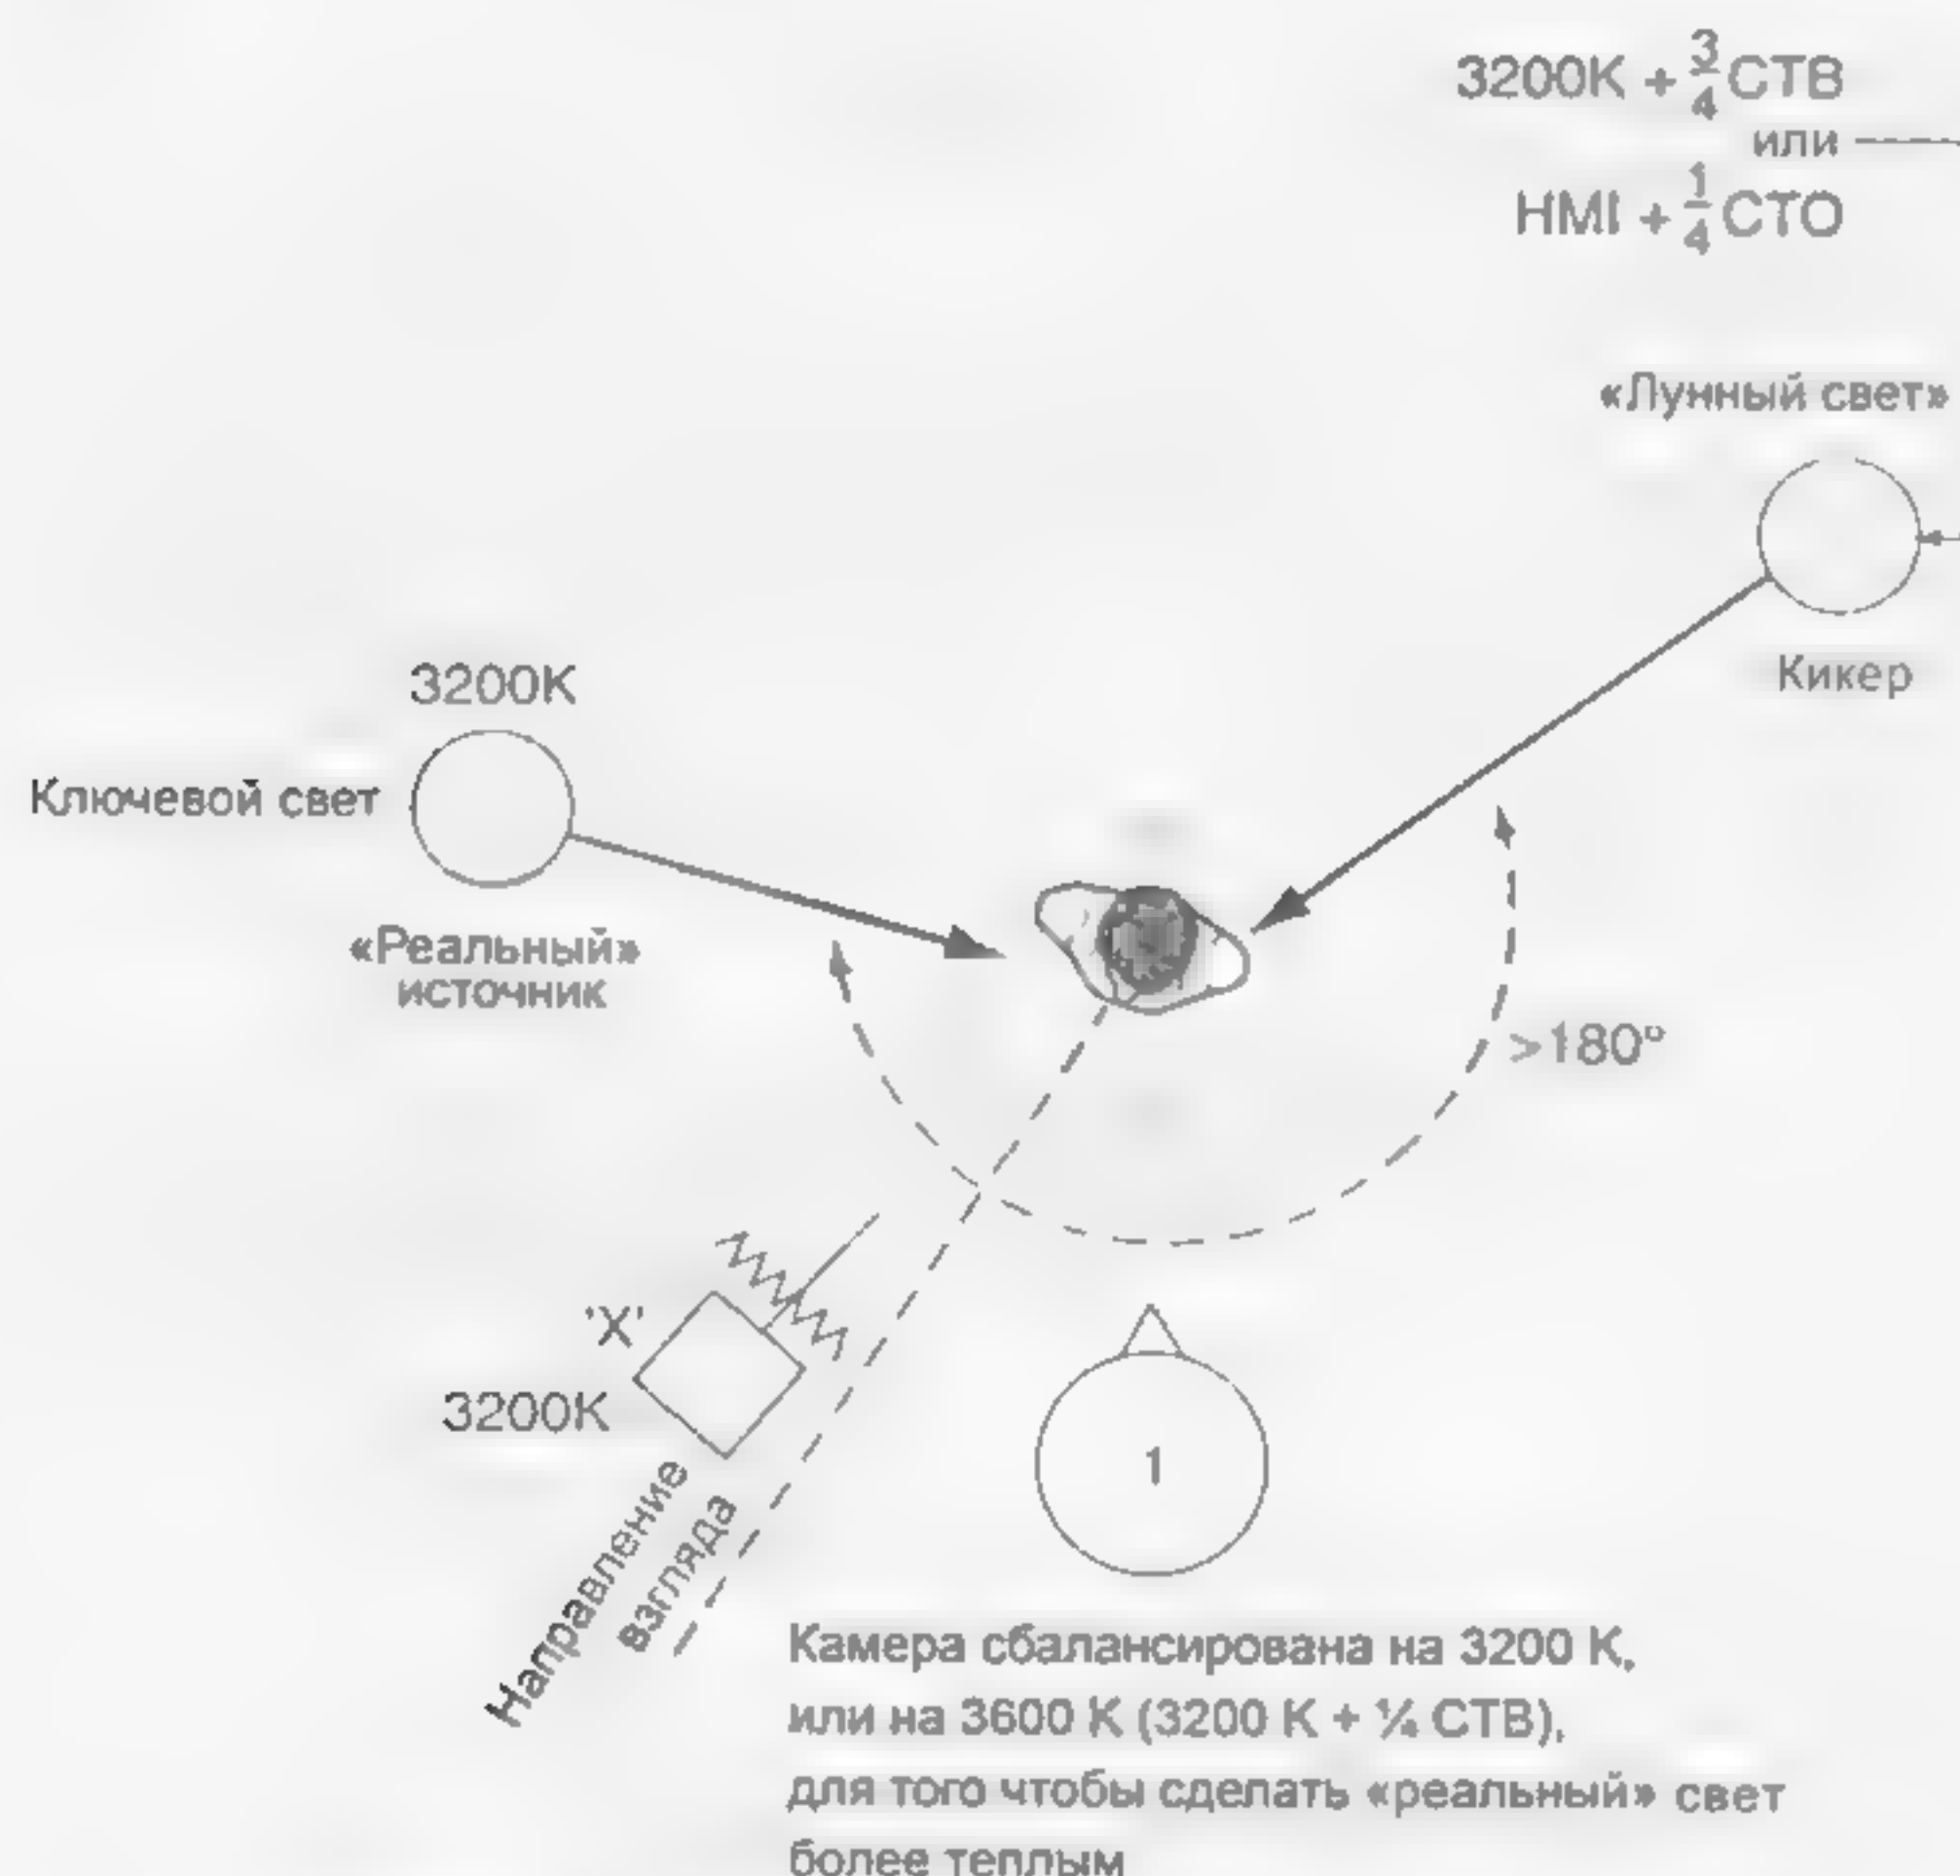 3200K + 3/4 CTB
или
HMI + 1/4 CTO
«Лунный свет»
Кикер
3200K
Ключевой свет
«Реальный»
источник
>180°
'X'
3200K
Направление
взгляда
1
Камера сбалансирована на 3200 K,
или на 3600 K (3200 K + ¼ CTB),
для того чтобы сделать «реальный» свет
более теплым